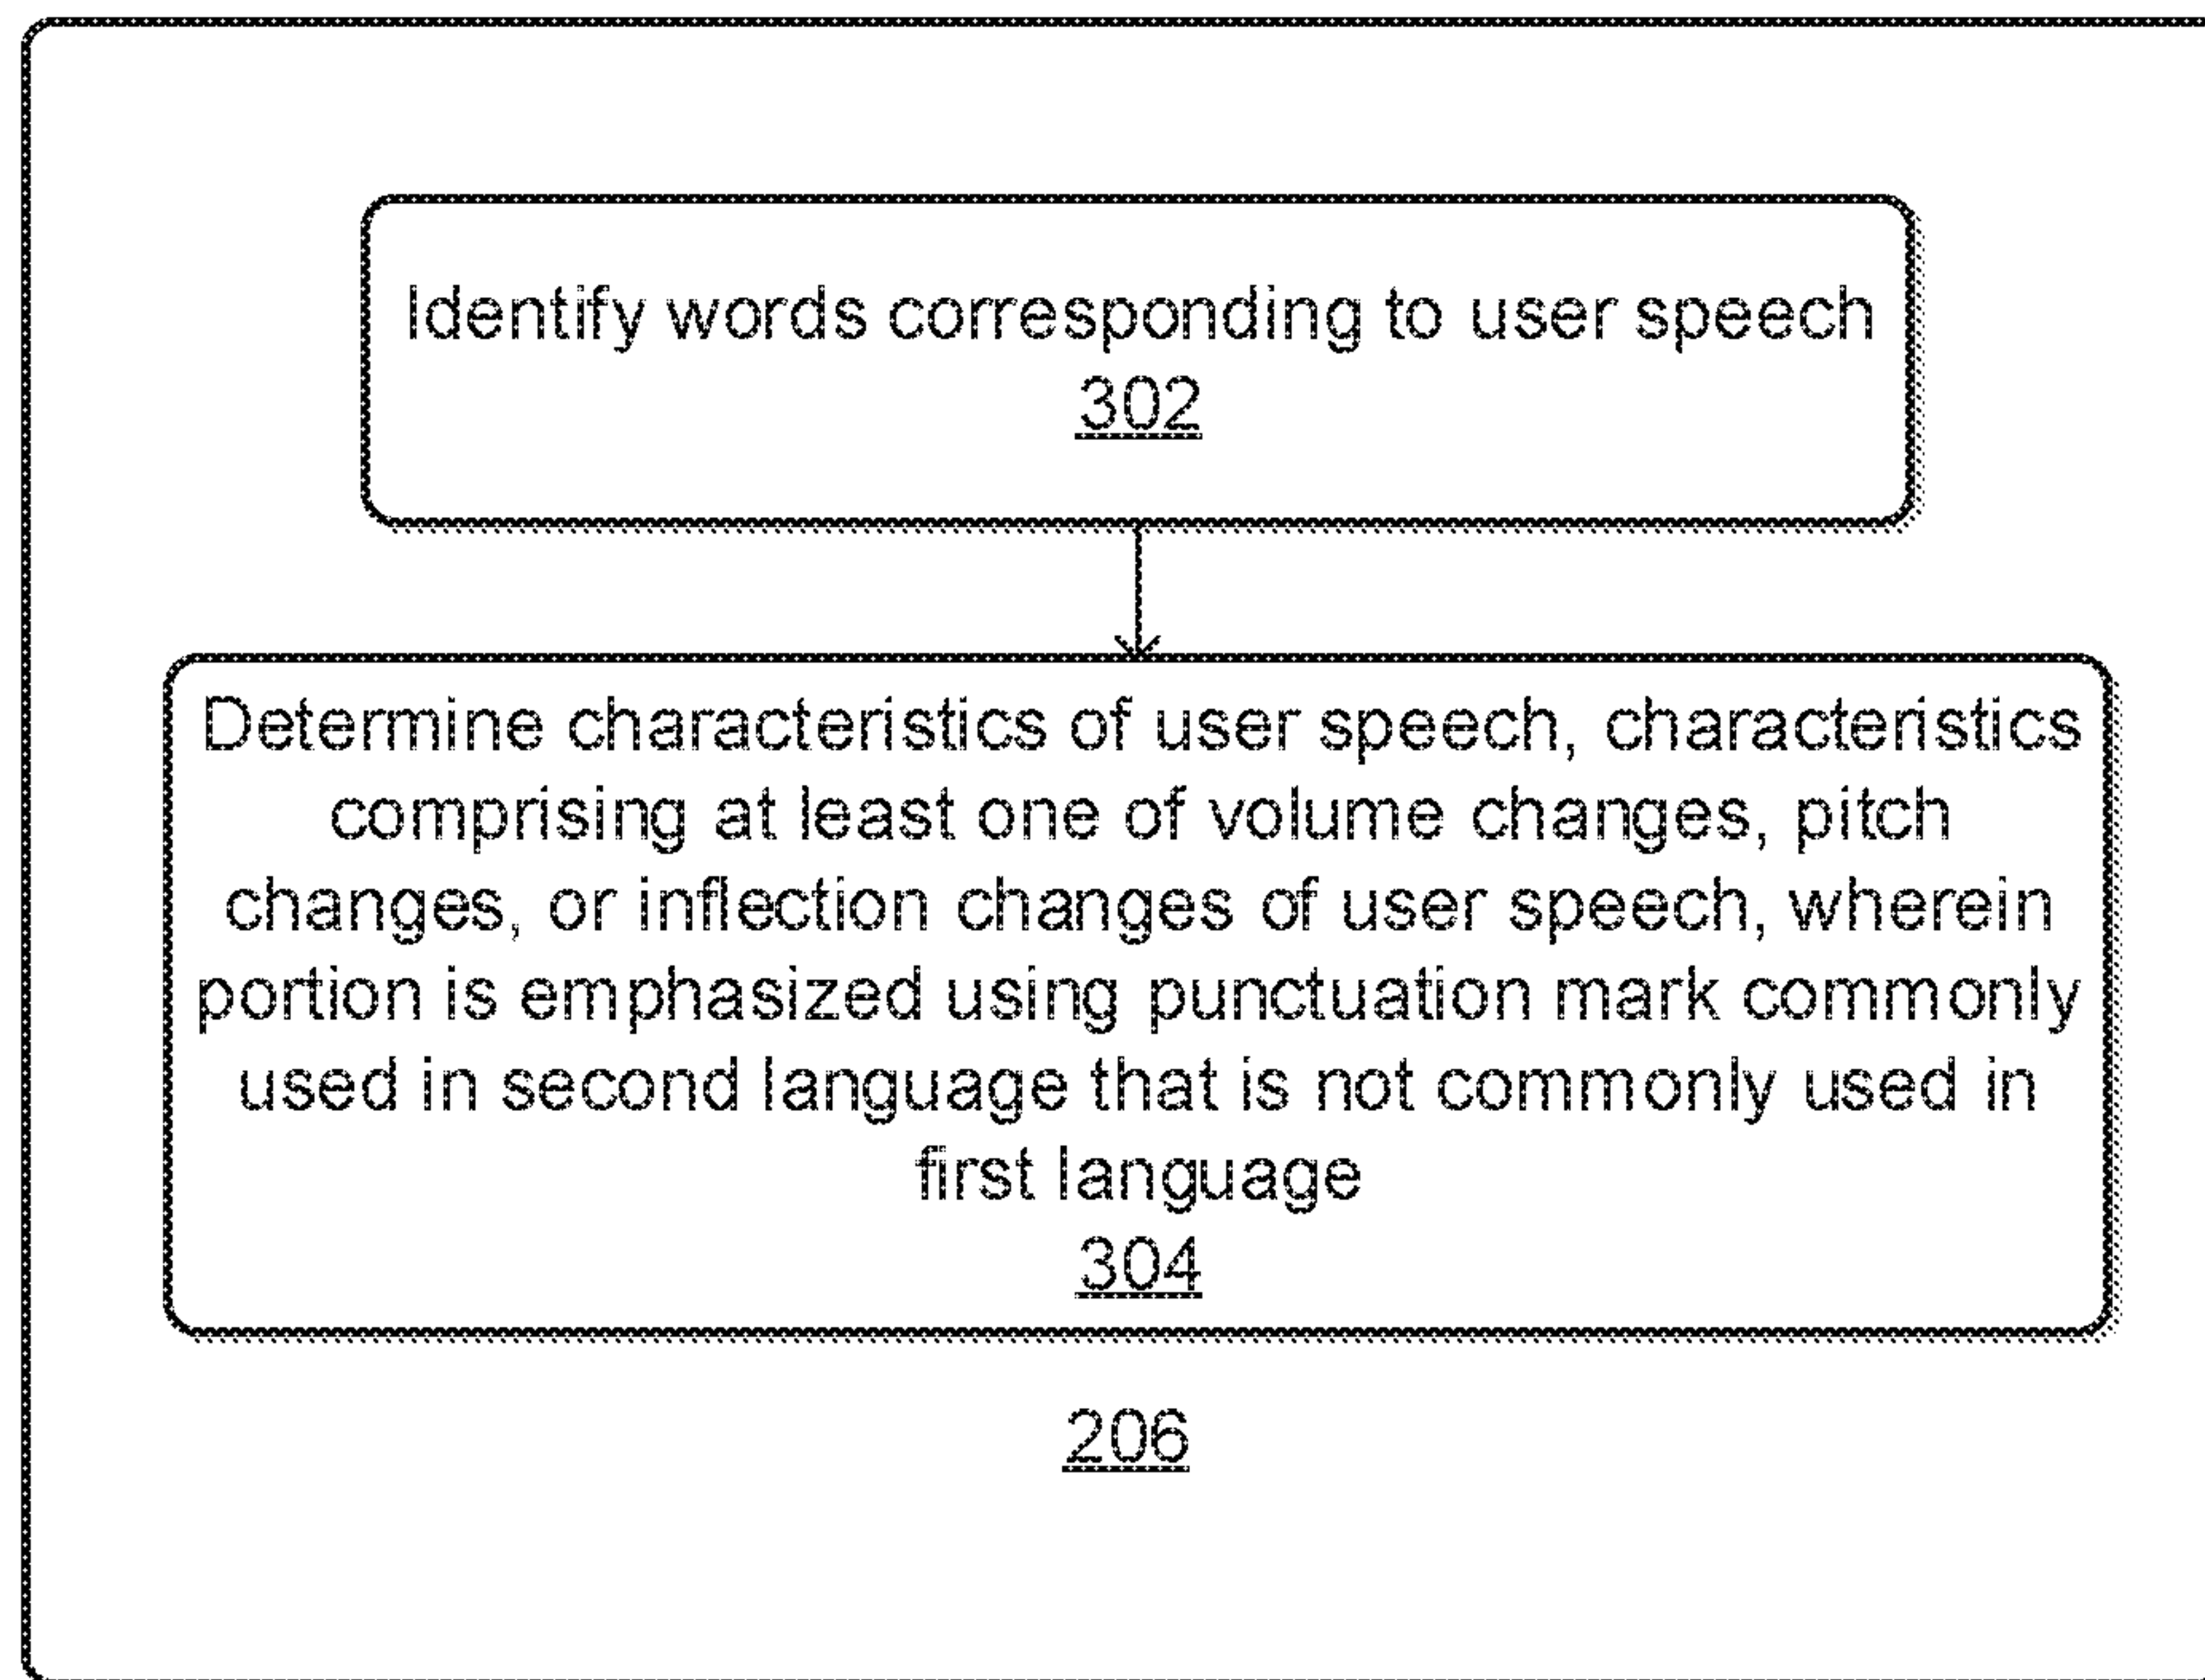 Identify words corresponding to user speech
302
Determine characteristics of user speech, characteristics
comprising at least one of volume changes, pitch
changes, or inflection changes of user speech, wherein
portion is emphasized using punctuation mark commonly
used in second language that is not commonly used in
first language
304
206